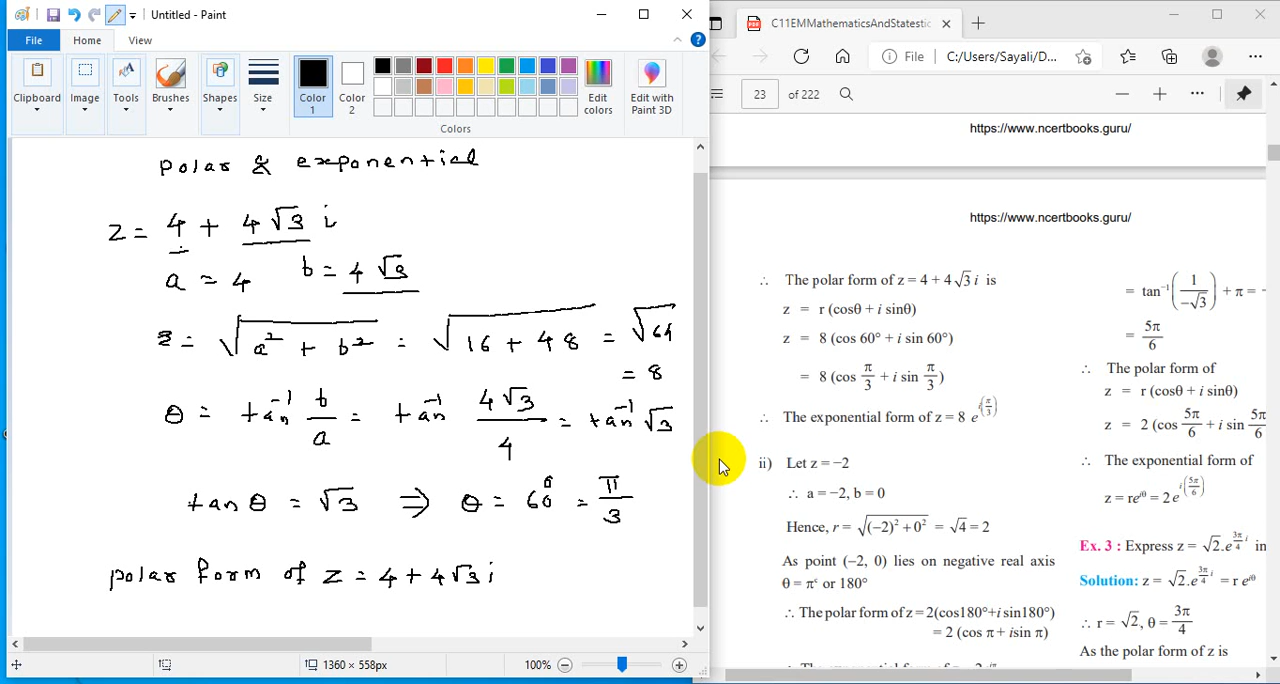 Untitled - Paint
File
Home
View
Clipboard
Image
Tools
Brushes
Shapes
Size
Color 1
Color 2
Edit colors
Edit with Paint 3D
Colors
Polar & exponential
z = 4 + 4√3 i
a = 4 b = 4√3
= √(a² + b²) = √(16 + 48) = √64
= 8
θ = tan⁻¹ b/a = tan⁻¹ 4√3/4 = tan⁻¹ √3
tan θ = √3 ⇒ θ = 60° = π/3
polar form of z = 4 + 4√3 i
1360 × 558px
100%
C11EMMathematicsAndStatestic
File
C:/Users/Sayali/D...
23 of 222
https://www.ncertbooks.guru/
https://www.ncertbooks.guru/
∴ The polar form of z = 4 + 4√3 i is
z = r (cosθ + i sinθ)
z = 8 (cos 60° + i sin 60°)
= 8 (cos π/3 + i sin π/3)
∴ The exponential form of z = 8 e^i(π/3)
ii) Let z = −2
∴ a = −2, b = 0
Hence, r = √((−2)² + 0²) = √4 = 2
As point (−2, 0) lies on negative real axis
θ = πᶜ or 180°
∴ The polar form of z = 2(cos180°+i sin180°)
= 2 (cos π+ isin π)
= tan⁻¹(1/−√3) + π =
= 5π/6
∴ The polar form of
z = r (cosθ + i sinθ)
z = 2 (cos 5π/6 + i sin 5π/6
∴ The exponential form of
z = re^iθ = 2e^i(5π/6)
Ex. 3 : Express z = √2.e^(3π/4 i) in
Solution: z = √2.e^(3π/4 i) = r e^iθ
∴ r = √2, θ = 3π/4
As the polar form of z is